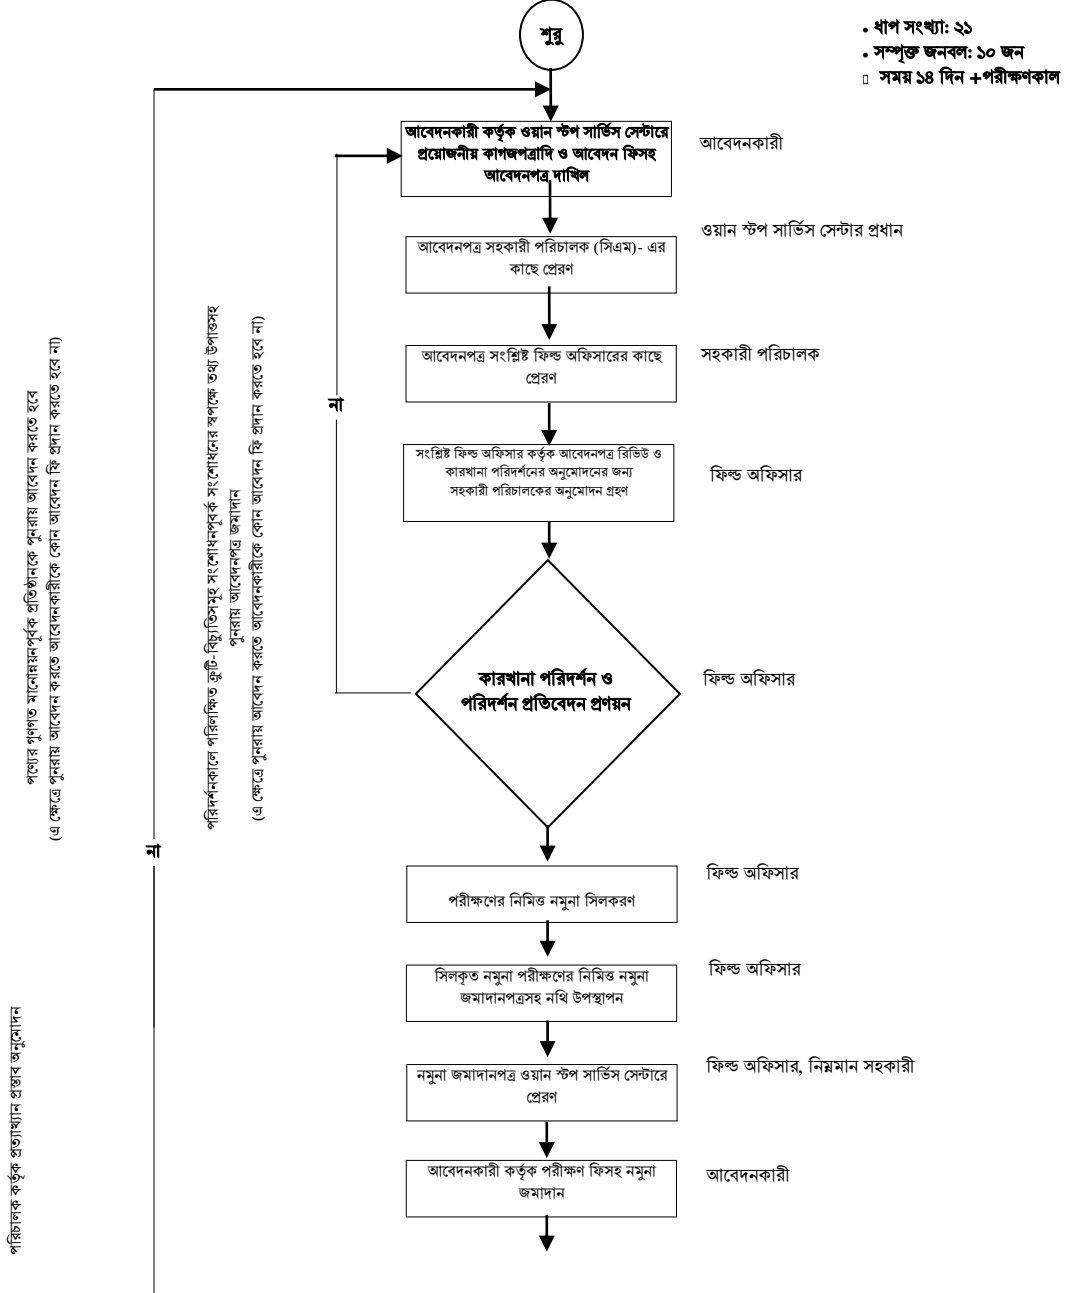 শুরু
• ধাপ সংখ্যা: ২১
• সম্পৃক্ত জনবল: ১০ জন
সময় ১৪ দিন +পরীক্ষণকাল
আবেদনকারী কর্তৃক ওয়ান স্টপ সার্ভিস সেন্টারে
প্রয়োজনীয় কাগজপত্রাদি ও আবেদন ফিসহ
আবেদনপত্র দাখিল
আবেদনকারী
আবেদনপত্র সহকারী পরিচালক (সিএম)- এর
কাছে প্রেরণ
ওয়ান স্টপ সার্ভিস সেন্টার প্রধান
আবেদনপত্র সংশ্লিষ্ট ফিল্ড অফিসারের কাছে
প্রেরণ
সহকারী পরিচালক
না
সংশ্লিষ্ট ফিল্ড অফিসার কর্তৃক আবেদনপত্র রিভিউ ও
কারখানা পরিদর্শনের অনুমোদনের জন্য
সহকারী পরিচালকের অনুমোদন গ্রহণ
ফিল্ড অফিসার
কারখানা পরিদর্শন ও
পরিদর্শন প্রতিবেদন প্রণয়ন
ফিল্ড অফিসার
পরিদর্শনকালে পরিলক্ষিত ত্রুটি-বিচ্যুতিসমূহ সংশোধনপূবর্ক সংশোধনের স্বপক্ষে তথ্য উপাত্তসহ
পুনরায় আবেদনপত্র জমাদান
(এ ক্ষেত্রে পুনরায় আবেদন করতে আবেদনকারীকে কোন আবেদন ফি প্রদান করতে হবে না)
পণ্যের গুণগত মানোন্নয়নপূর্বক প্রতিষ্ঠানকে পুনরায় আবেদন করতে হবে
(এ ক্ষেত্রে পুনরায় আবেদন করতে আবেদনকারীকে কোন আবেদন ফি প্রদান করতে হবে না)
না
পরীক্ষণের নিমিত্ত নমুনা সিলকরণ
ফিল্ড অফিসার
সিলকৃত নমুনা পরীক্ষণের নিমিত্ত নমুনা
জমাদানপত্রসহ নথি উপস্থাপন
ফিল্ড অফিসার
নমুনা জমাদানপত্র ওয়ান স্টপ সার্ভিস সেন্টারে
প্রেরণ
ফিল্ড অফিসার, নিম্নমান সহকারী
আবেদনকারী কর্তৃক পরীক্ষণ ফিসহ নমুনা
জমাদান
আবেদনকারী
পরিচালক কর্তৃক প্রত্যাখ্যান প্রস্তাব অনুমোদন